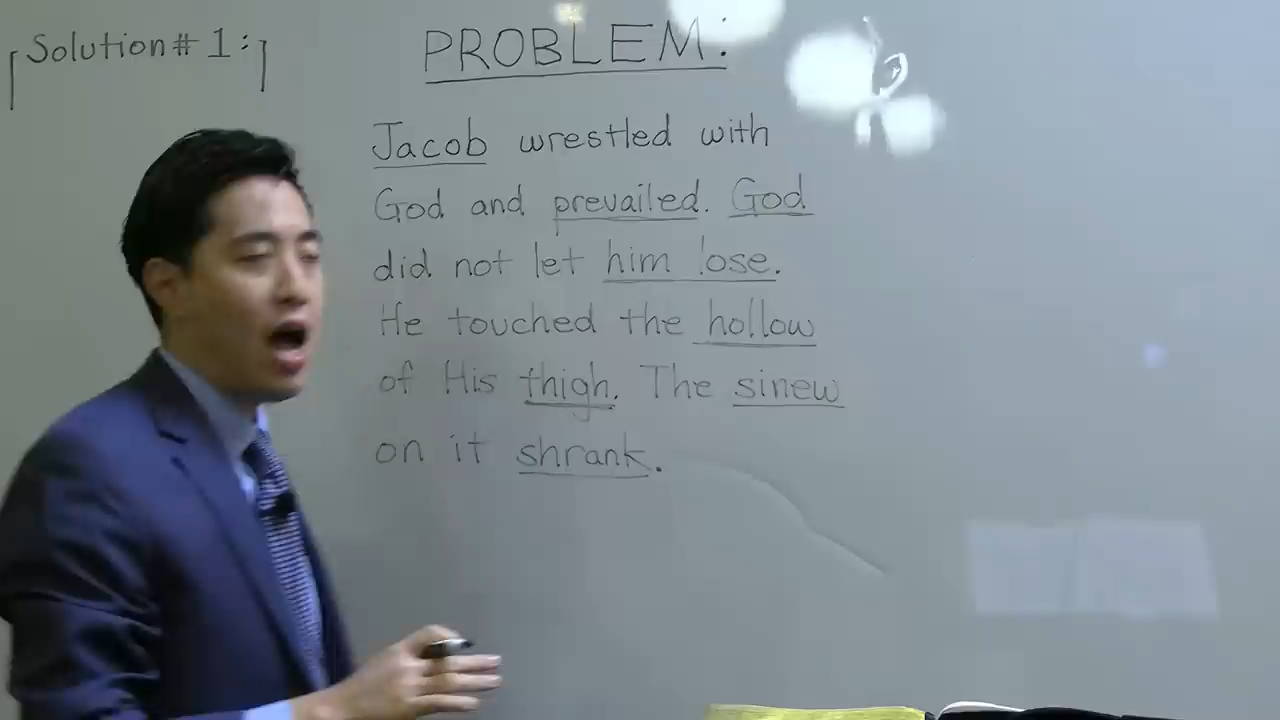 Solution # 1:
PROBLEM:
Jacob wrestled with
God and prevailed. God
did not let him lose.
He touched the hollow
of His thigh. The sinew
on it shrank.